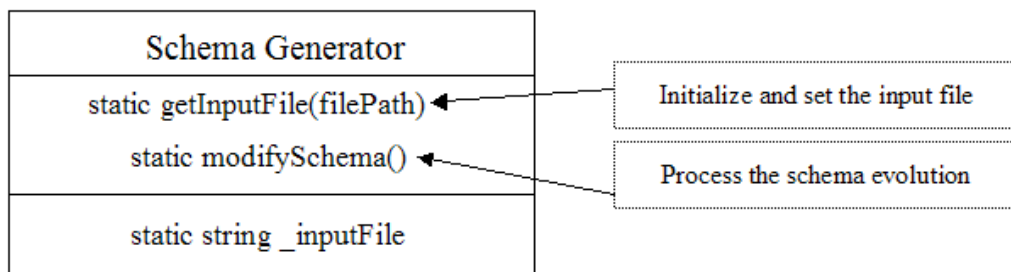 Schema Generator
static getInputFile(filePath)
Initialize and set the input file
static modifySchema()
Process the schema evolution
static string _inputFile